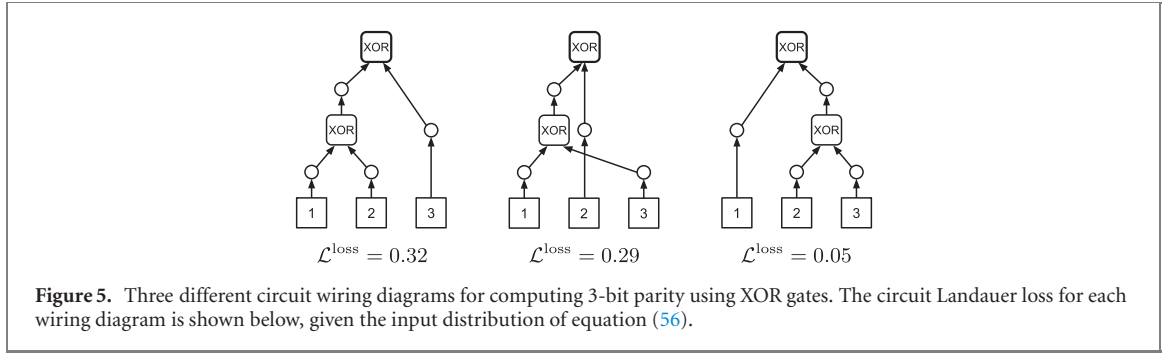 XOR XOR XOR
XOR XOR XOR
1 2 3 1 2 3 1 2 3
ℒ^loss = 0.32 ℒ^loss = 0.29 ℒ^loss = 0.05
Figure 5. Three different circuit wiring diagrams for computing 3-bit parity using XOR gates. The circuit Landauer loss for each
wiring diagram is shown below, given the input distribution of equation (56).